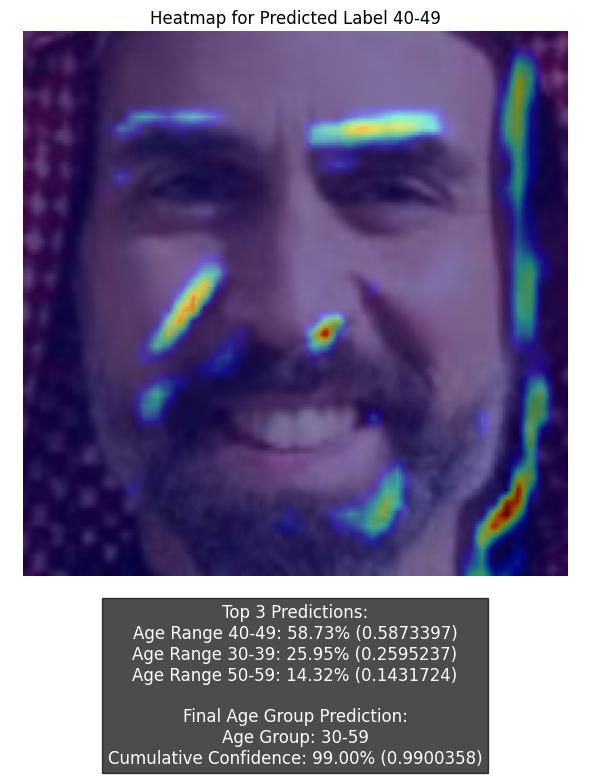 Heatmap for Predicted Label 40-49
Top 3 Predictions:
Age Range 40-49: 58.73% (0.5873397)
Age Range 30-39: 25.95% (0.2595237)
Age Range 50-59: 14.32% (0.1431724)
Final Age Group Prediction:
Age Group: 30-59
Cumulative Confidence: 99.00% (0.9900358)